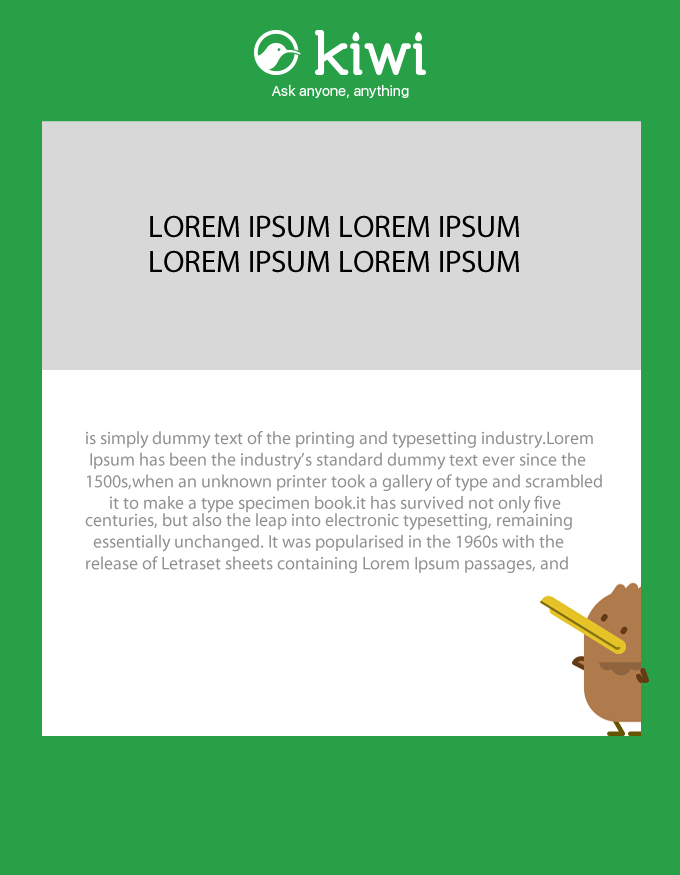 kiwi
Ask anyone, anything
LOREM IPSUM LOREM IPSUM
LOREM IPSUM LOREM IPSUM
is simply dummy text of the printing and typesetting industry.Lorem
Ipsum has been the industry’s standard dummy text ever since the
1500s,when an unknown printer took a gallery of type and scrambled
it to make a type specimen book.it has survived not only five
centuries, but also the leap into electronic typesetting, remaining
essentially unchanged. It was popularised in the 1960s with the
release of Letraset sheets containing Lorem Ipsum passages, and